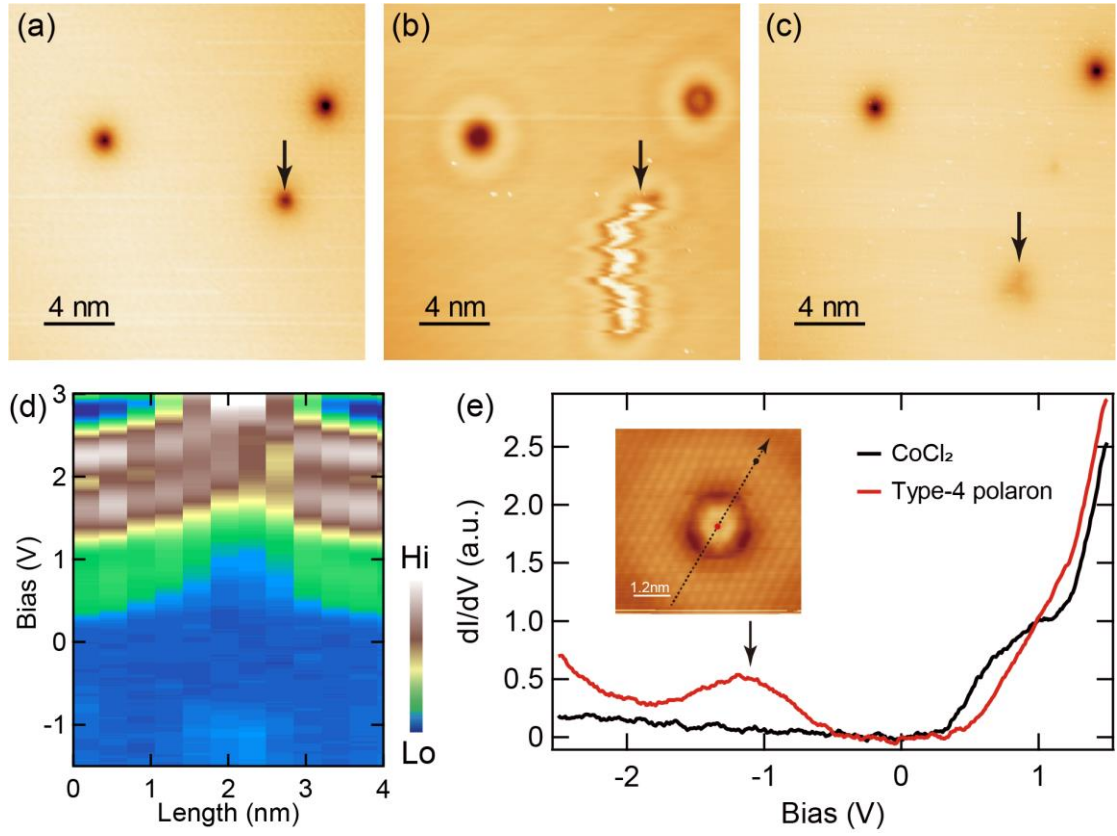 (a)
4 nm
(b)
4 nm
(c)
4 nm
(d)
3
2
1
0
-1
Bias (V)
0
1
2
3
4
Length (nm)
Hi
Lo
(e)
2.5
2.0
1.5
1.0
0.5
0
dI/dV (a.u.)
CoCl₂
Type-4 polaron
1.2nm
-2
-1
0
1
Bias (V)